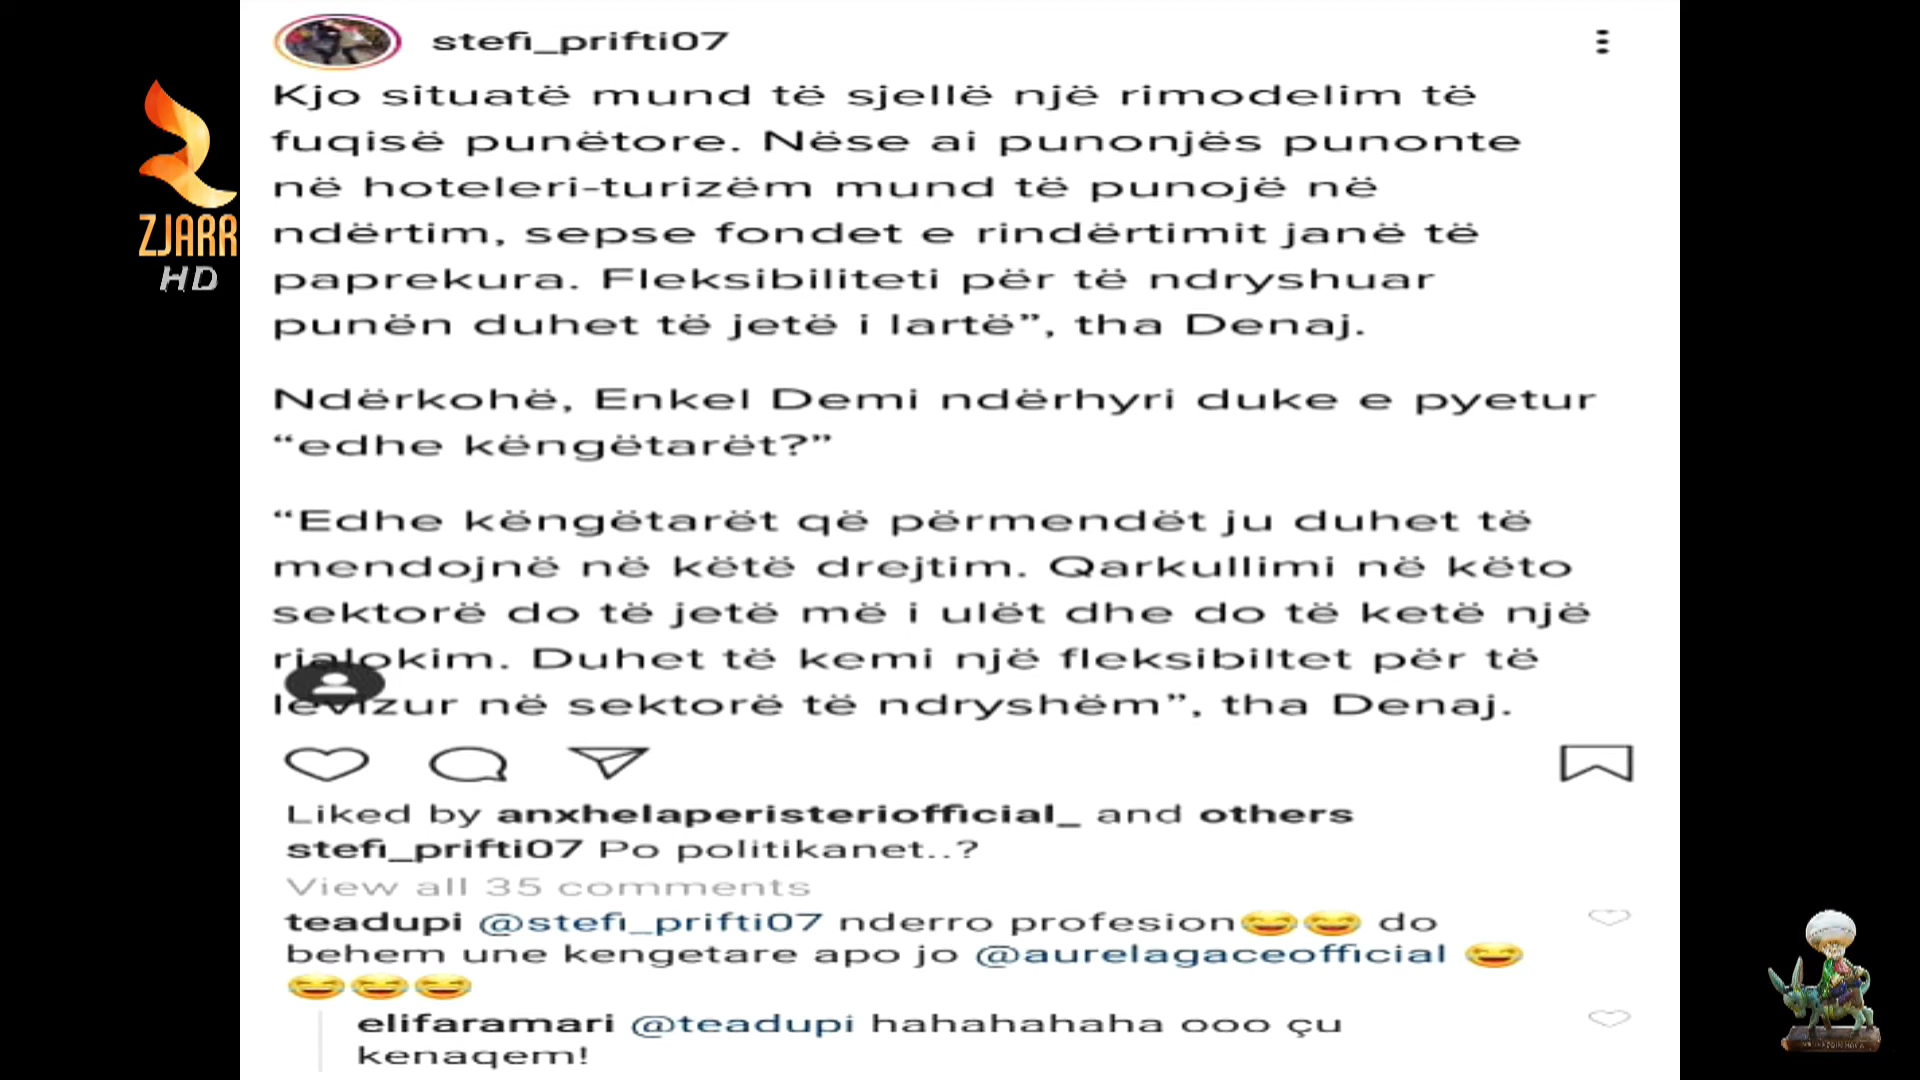 stefi_prifti07
Kjo situatë mund të sjellë një rimodelim të
fuqisë punëtore. Nëse ai punonjës punonte
në hoteleri-turizëm mund të punojë në
ndërtim, sepse fondet e rindërtimit janë të
paprekura. Fleksibiliteti për të ndryshuar
punën duhet të jetë i lartë”, tha Denaj.
Ndërkohë, Enkel Demi ndërhyri duke e pyetur
“edhe këngëtarët?”
“Edhe këngëtarët që përmendët ju duhet të
mendojnë në këtë drejtim. Qarkullimi në këto
sektorë do të jetë më i ulët dhe do të ketë një
rialokim. Duhet të kemi një fleksibiltet për të
lëvizur në sektorë të ndryshëm”, tha Denaj.
Liked by anxhelaperisteriofficial_ and others
stefi_prifti07 Po politikanet..?
View all 35 comments
teadupi @stefi_prifti07 nderro profesion😂😂 do
behem une kengetare apo jo @aurelagaceofficial 😂
😂😂😂
elifaramari @teadupi hahahahaha ooo çu
kenaqem!
ZJARR
HD